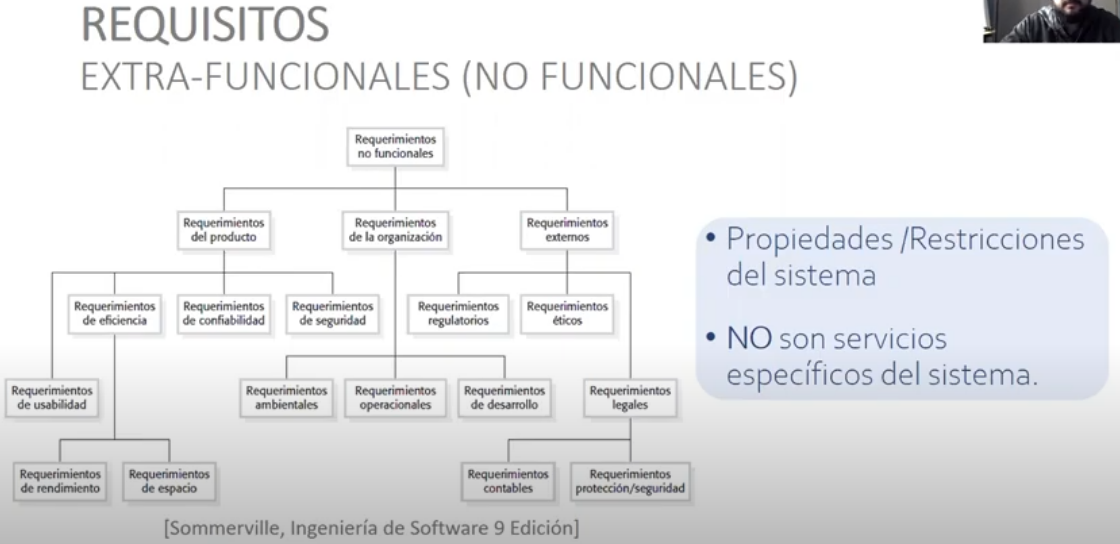 REQUISITOS
EXTRA-FUNCIONALES (NO FUNCIONALES)
Requerimientos
no funcionales
Requerimientos
del producto
Requerimientos
de la organización
Requerimientos
externos
• Propiedades /Restricciones
del sistema
• NO son servicios
específicos del sistema.
Requerimientos
de eficiencia
Requerimientos
de confiabilidad
Requerimientos
de seguridad
Requerimientos
regulatorios
Requerimientos
éticos
Requerimientos
de usabilidad
Requerimientos
ambientales
Requerimientos
operacionales
Requerimientos
de desarrollo
Requerimientos
legales
Requerimientos
de rendimiento
Requerimientos
de espacio
Requerimientos
contables
Requerimientos
protección/seguridad
[Sommerville, Ingeniería de Software 9 Edición]